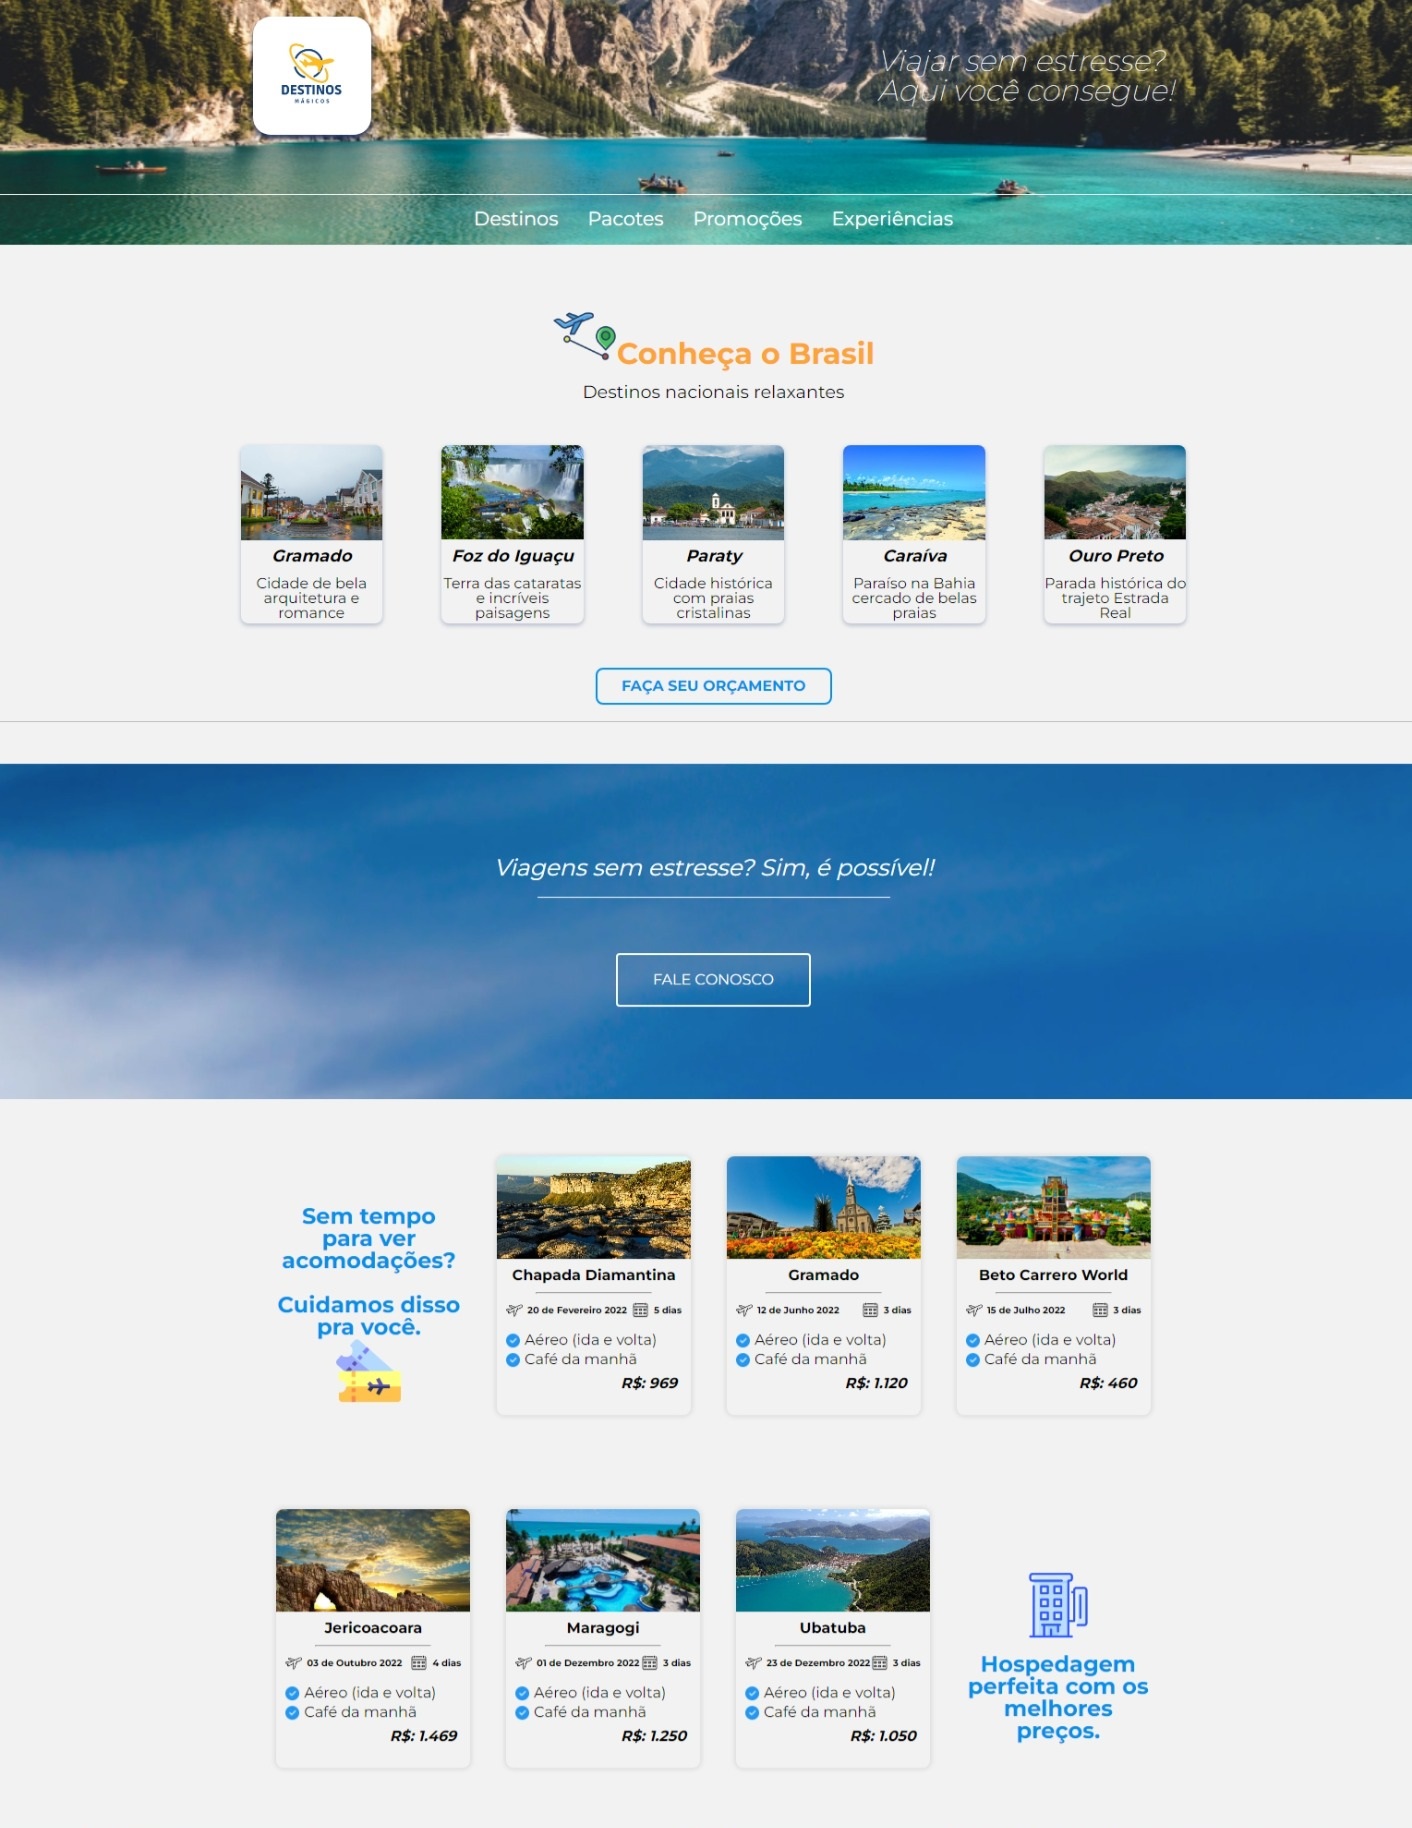 DESTINOS
MÁGICOS
Viajar sem estresse?
Aqui você consegue!
Destinos Pacotes Promoções Experiências
Conheça o Brasil
Destinos nacionais relaxantes
Gramado
Cidade de bela
arquitetura e
romance
Foz do Iguaçu
Terra das cataratas
e incríveis
paisagens
Paraty
Cidade histórica
com praias
cristalinas
Caraíva
Paraíso na Bahia
cercado de belas
praias
Ouro Preto
Parada histórica do
trajeto Estrada
Real
FAÇA SEU ORÇAMENTO
Viagens sem estresse? Sim, é possível!
FALE CONOSCO
Sem tempo
para ver
acomodações?
Cuidamos disso
pra você.
Chapada Diamantina
20 de Fevereiro 2022 5 dias
Aéreo (ida e volta)
Café da manhã
R$: 969
Gramado
12 de Junho 2022 3 dias
Aéreo (ida e volta)
Café da manhã
R$: 1.120
Beto Carrero World
15 de Julho 2022 3 dias
Aéreo (ida e volta)
Café da manhã
R$: 460
Jericoacoara
03 de Outubro 2022 4 dias
Aéreo (ida e volta)
Café da manhã
R$: 1.469
Maragogi
01 de Dezembro 2022 3 dias
Aéreo (ida e volta)
Café da manhã
R$: 1.250
Ubatuba
23 de Dezembro 2022 3 dias
Aéreo (ida e volta)
Café da manhã
R$: 1.050
Hospedagem
perfeita com os
melhores
preços.